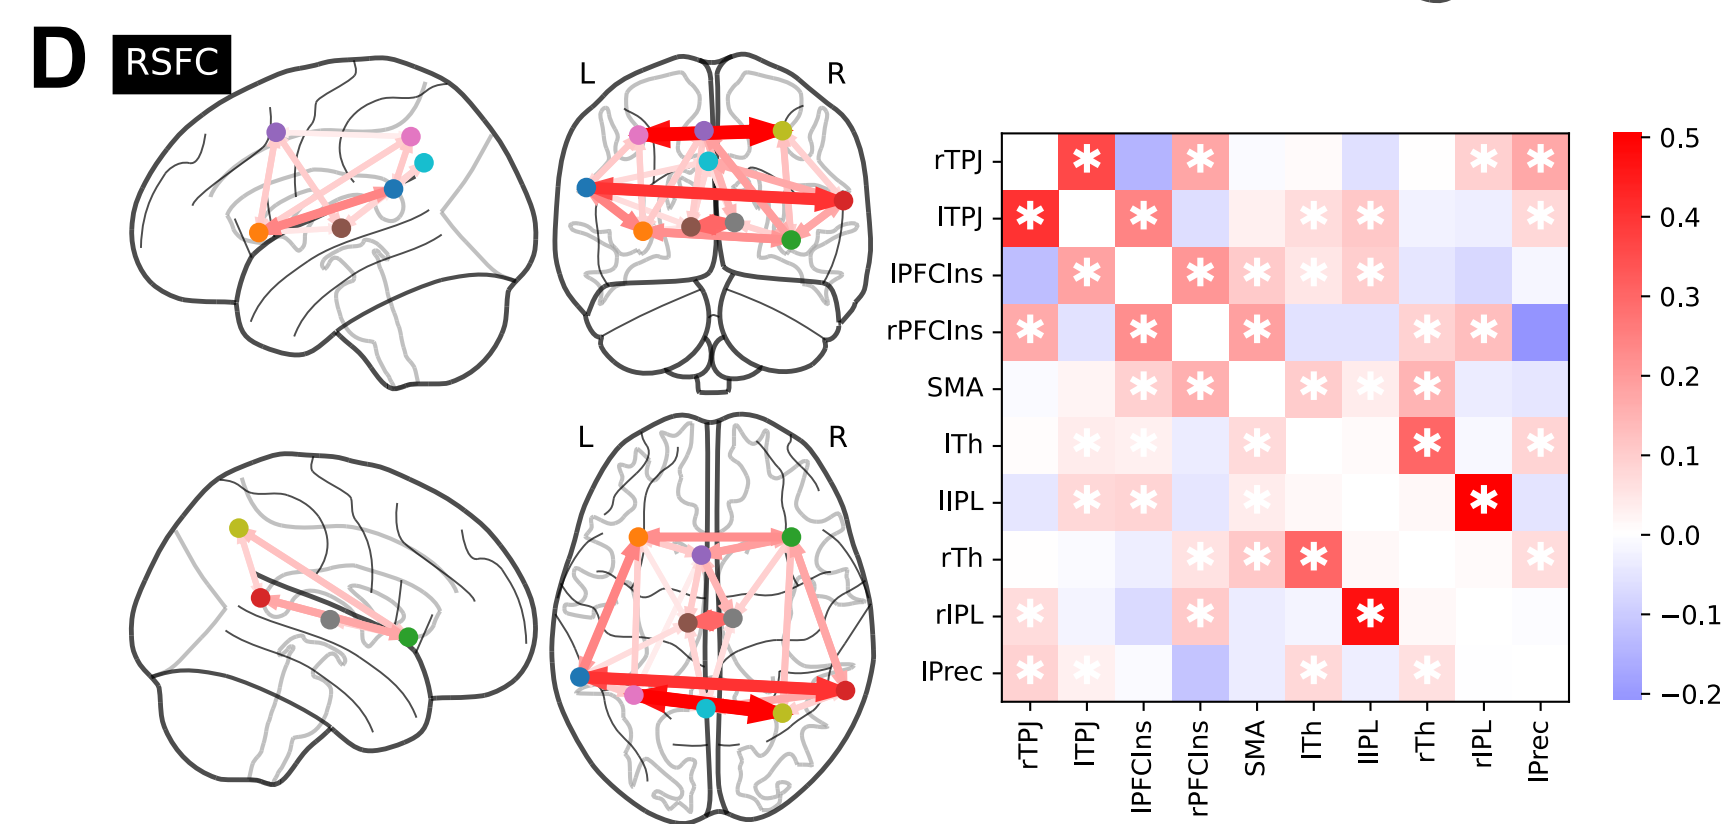 D RSFC
L R
L R
rTPJ
lTPJ
lPFCIns
rPFCIns
SMA
lTh
lIPL
rTh
rIPL
lPrec
rTPJ lTPJ lPFCIns rPFCIns SMA lTh lIPL rTh rIPL lPrec
0.5
0.4
0.3
0.2
0.1
0.0
−0.1
−0.2